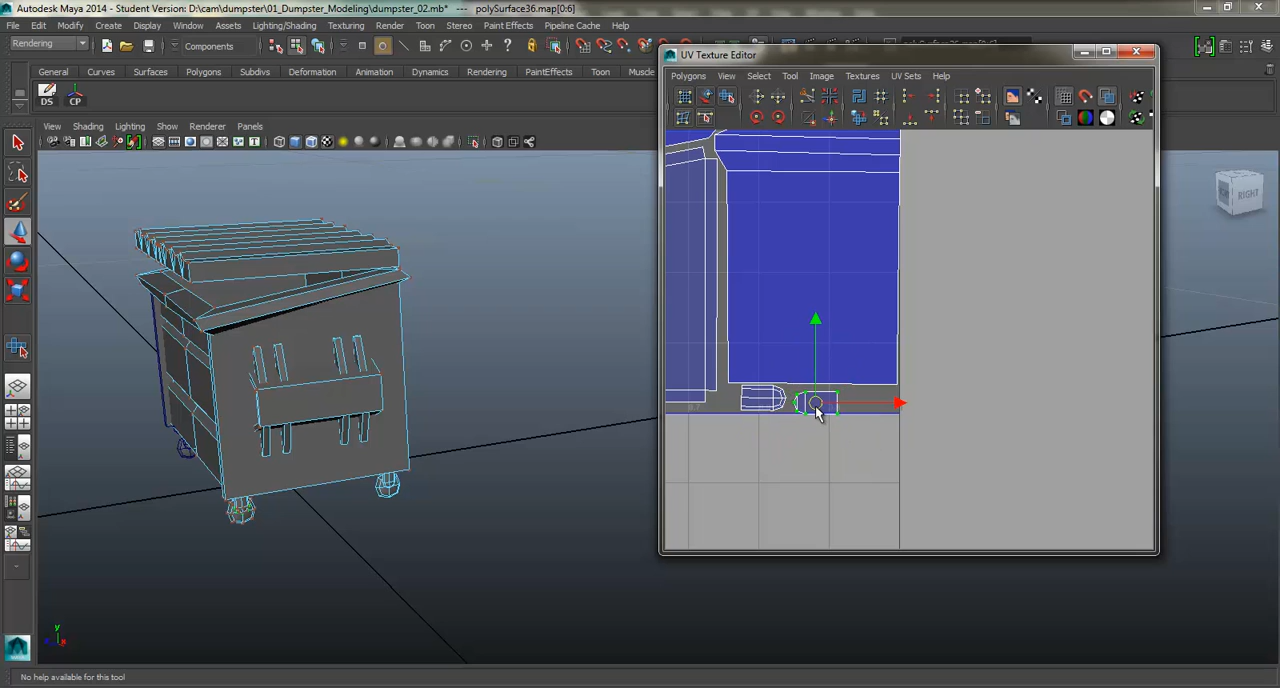 Autodesk Maya 2014 - Student Version: D:\cam\dumpster\01_Dumpster_Modeling\dumpster_02.mb* --- polySurface36.map[0:6]
File Edit Modify Create Display Window Assets Lighting/Shading Texturing Render Toon Stereo Paint Effects Pipeline Cache Help
Rendering Components
General Curves Surfaces Polygons Subdivs Deformation Animation Dynamics Rendering PaintEffects Toon Muscle
DS CP
View Shading Lighting Show Renderer Panels
UV Texture Editor
Polygons View Select Tool Image Textures UV Sets Help
RIGHT
0.7
y
x
No help available for this tool